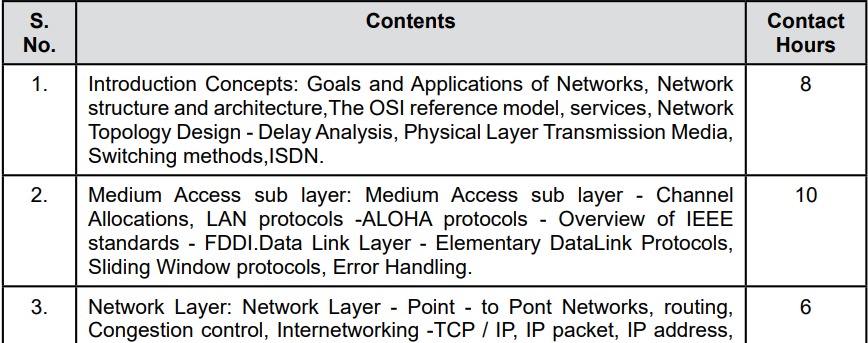 S. No. Contents Contact Hours
1. Introduction Concepts: Goals and Applications of Networks, Network 8
structure and architecture,The OSI reference model, services, Network
Topology Design - Delay Analysis, Physical Layer Transmission Media,
Switching methods,ISDN.
2. Medium Access sub layer: Medium Access sub layer - Channel 10
Allocations, LAN protocols -ALOHA protocols - Overview of IEEE
standards - FDDI.Data Link Layer - Elementary DataLink Protocols,
Sliding Window protocols, Error Handling.
3. Network Layer: Network Layer - Point - to Pont Networks, routing, 6
Congestion control, Internetworking -TCP / IP, IP packet, IP address,